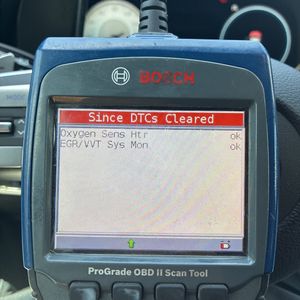 BOSCH
Since DTCs Cleared
Oxygen Sens Htr ok
EGR/VVT Sys Mon ok
ProGrade OBD II Scan Tool